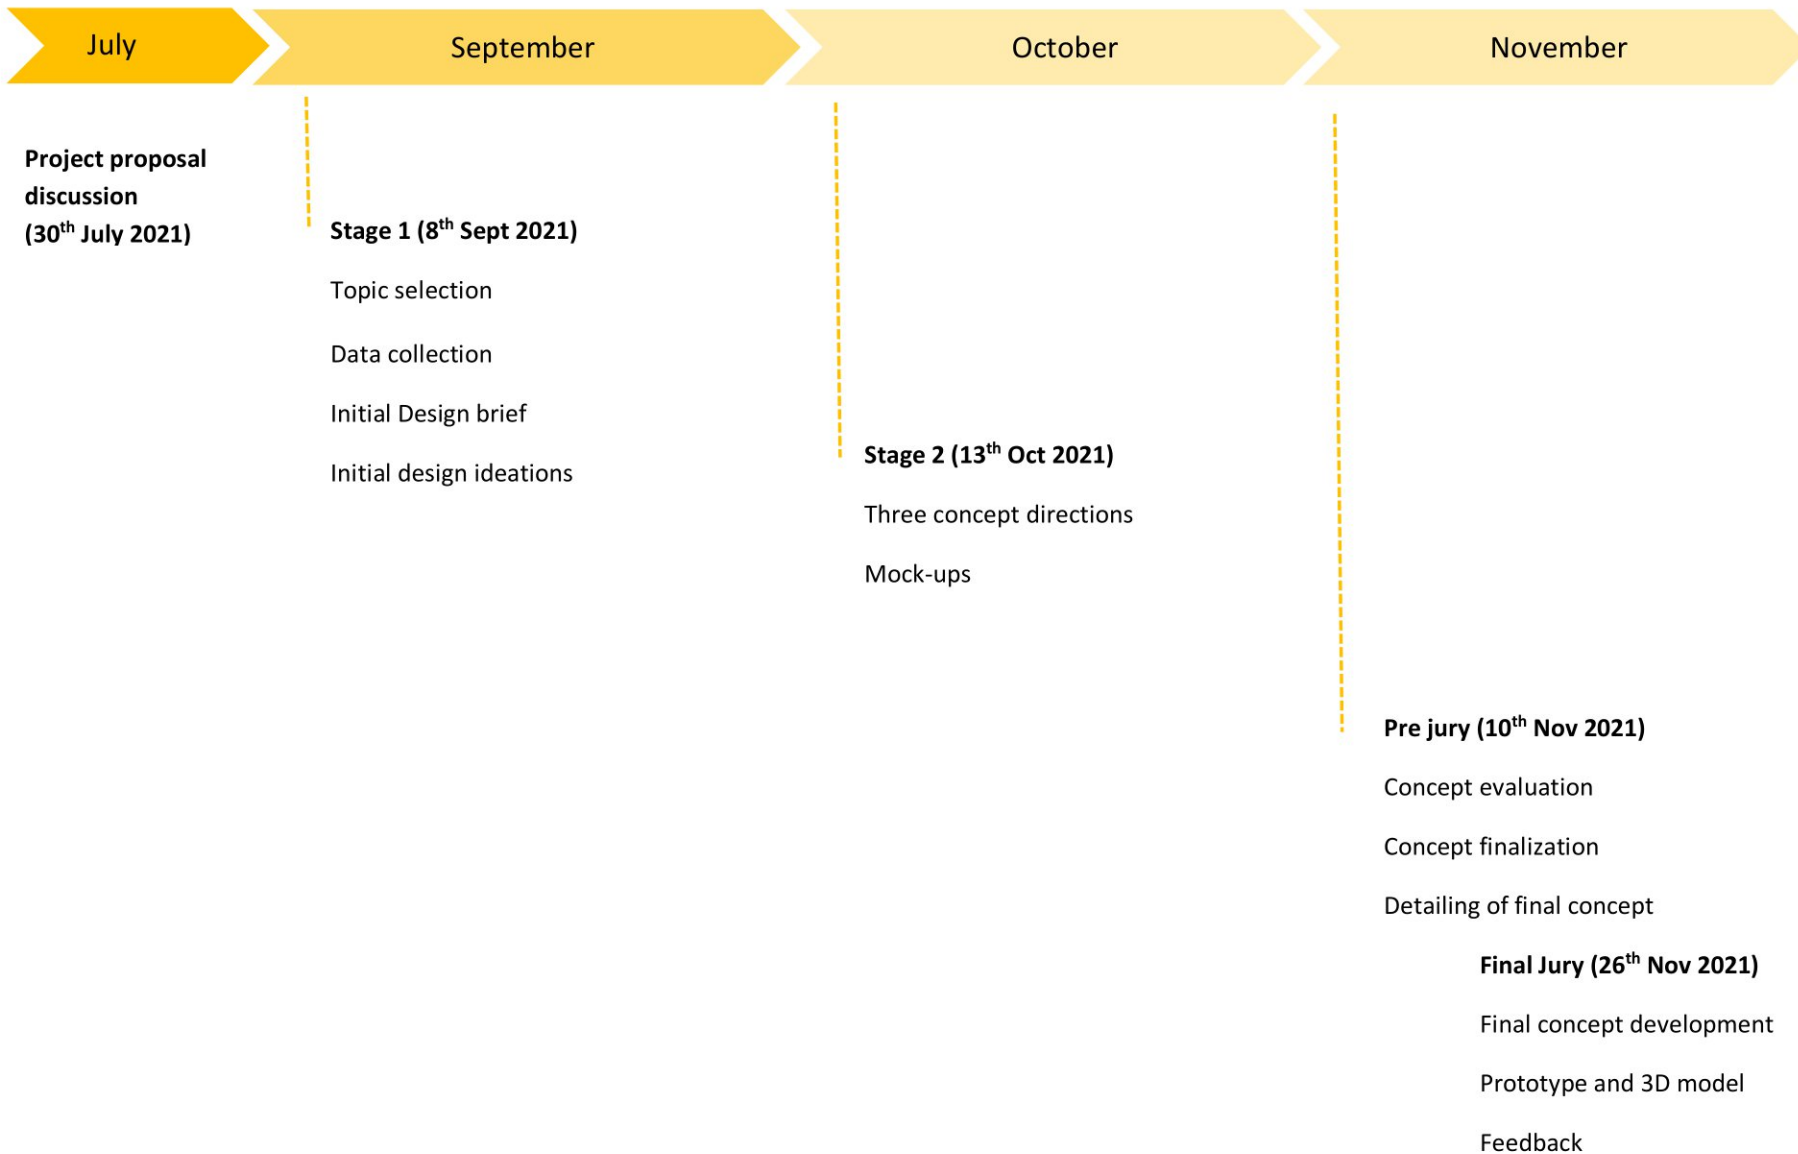 July
September
October
November
Project proposal
discussion
(30th July 2021)
Stage 1 (8th Sept 2021)
Topic selection
Data collection
Initial Design brief
Initial design ideations
Stage 2 (13th Oct 2021)
Three concept directions
Mock-ups
Pre jury (10th Nov 2021)
Concept evaluation
Concept finalization
Detailing of final concept
Final Jury (26th Nov 2021)
Final concept development
Prototype and 3D model
Feedback